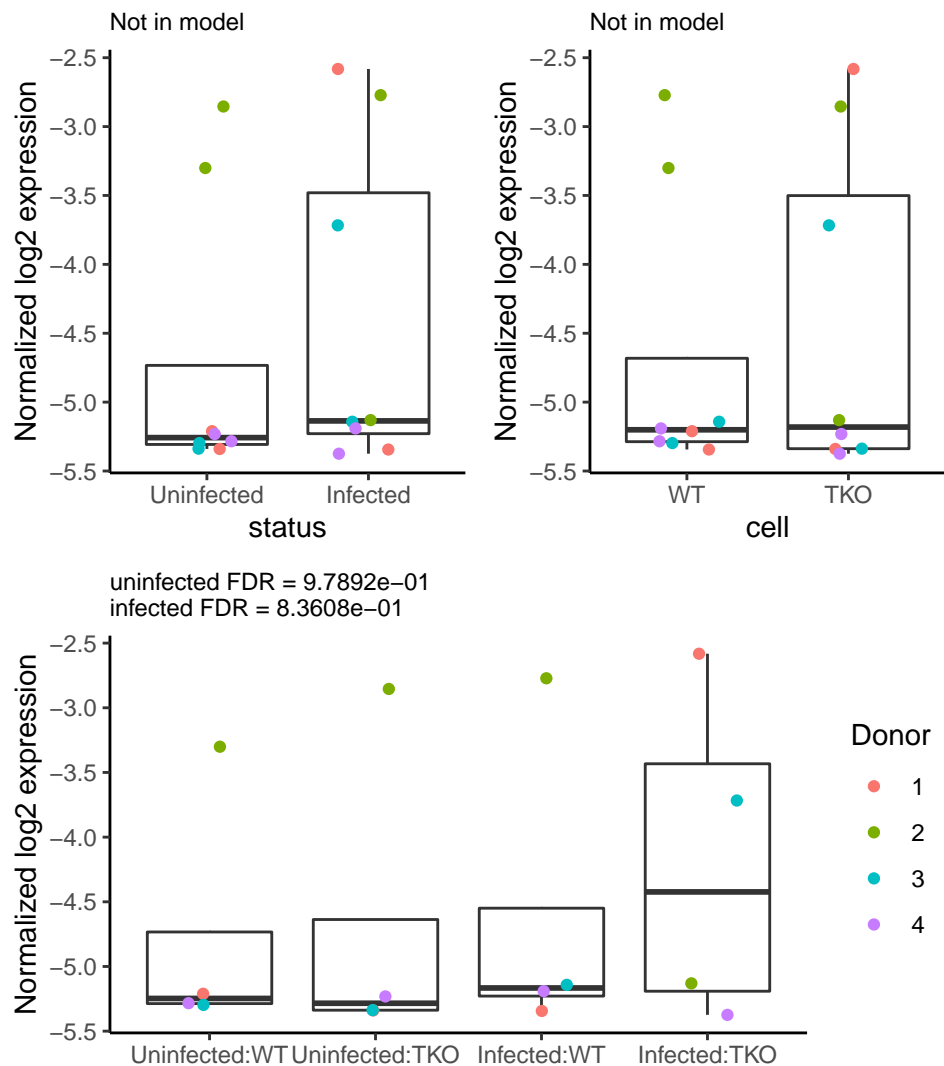 Not in model
Normalized log2 expression
−2.5
−3.0
−3.5
−4.0
−4.5
−5.0
−5.5
Uninfected Infected
status
Not in model
Normalized log2 expression
−2.5
−3.0
−3.5
−4.0
−4.5
−5.0
−5.5
WT TKO
cell
uninfected FDR = 9.7892e−01
infected FDR = 8.3608e−01
Normalized log2 expression
−2.5
−3.0
−3.5
−4.0
−4.5
−5.0
−5.5
Uninfected:WT Uninfected:TKO Infected:WT Infected:TKO
Donor
1
2
3
4